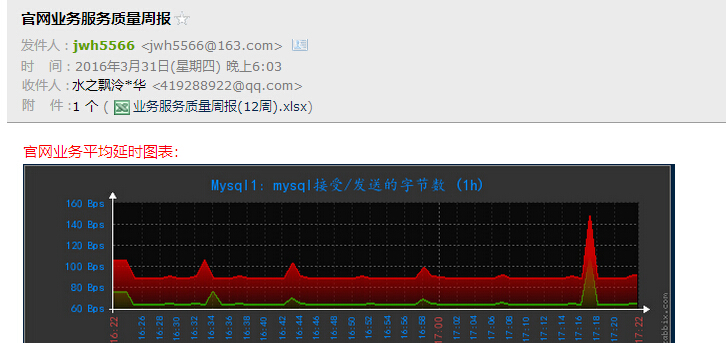 官网业务服务质量周报
发件人：jwh5566 <jwh5566@163.com>
时　间：2016年3月31日(星期四) 晚上6:03
收件人：水之飘泠*华 <419288922@qq.com>
附　件：1 个 ( 业务服务质量周报(12周).xlsx)
官网业务平均延时图表：
Mysql1: mysql接受/发送的字节数 (1h)
160 Bps
140 Bps
120 Bps
100 Bps
80 Bps
60 Bps
16:22 16:26 16:28 16:30 16:32 16:34 16:36 16:38 16:40 16:42 16:44 16:46 16:48 16:50 16:52 16:54 16:56 16:58 17:00 17:02 17:04 17:06 17:08 17:10 17:12 17:14 17:16 17:18 17:20 17:22